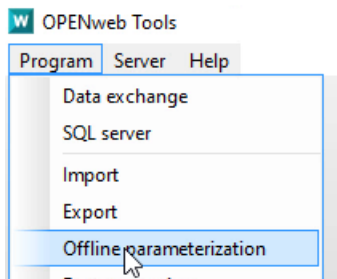 OPENweb Tools
Program Server Help
Data exchange
SQL server
Import
Export
Offline parameterization